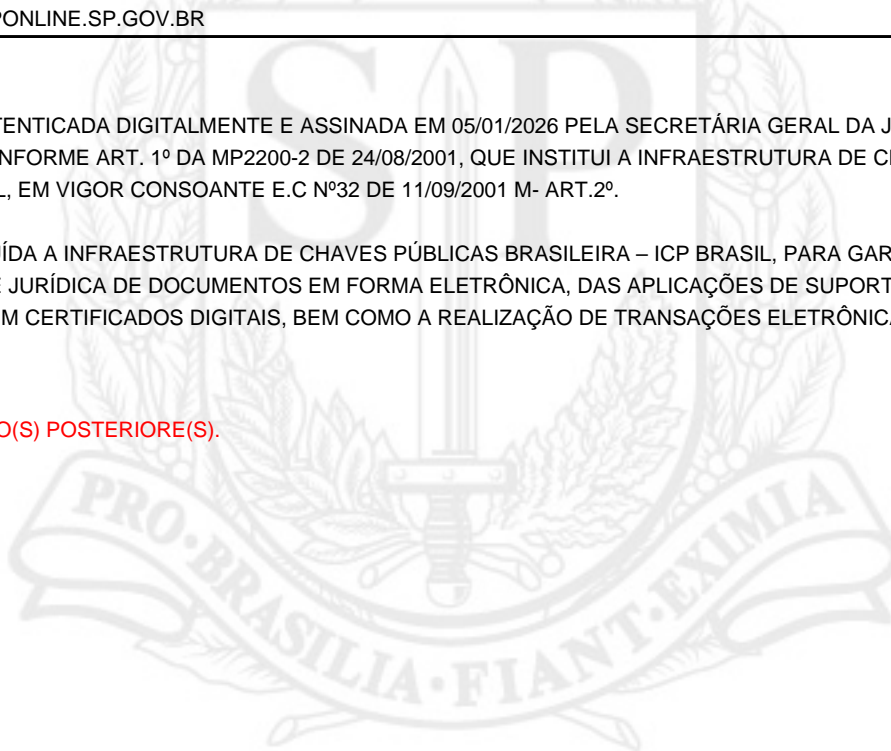 PONLINE.SP.GOV.BR
TENTICADA DIGITALMENTE E ASSINADA EM 05/01/2026 PELA SECRETÁRIA GERAL DA J
NFORME ART. 1º DA MP2200-2 DE 24/08/2001, QUE INSTITUI A INFRAESTRUTURA DE C
L, EM VIGOR CONSOANTE E.C Nº32 DE 11/09/2001 M- ART.2º.
UÍDA A INFRAESTRUTURA DE CHAVES PÚBLICAS BRASILEIRA – ICP BRASIL, PARA GAR
E JURÍDICA DE DOCUMENTOS EM FORMA ELETRÔNICA, DAS APLICAÇÕES DE SUPORT
M CERTIFICADOS DIGITAIS, BEM COMO A REALIZAÇÃO DE TRANSAÇÕES ELETRÔNICA
O(S) POSTERIORE(S).
SP
PRO·BRASILIA·FIANT·EXIMIA